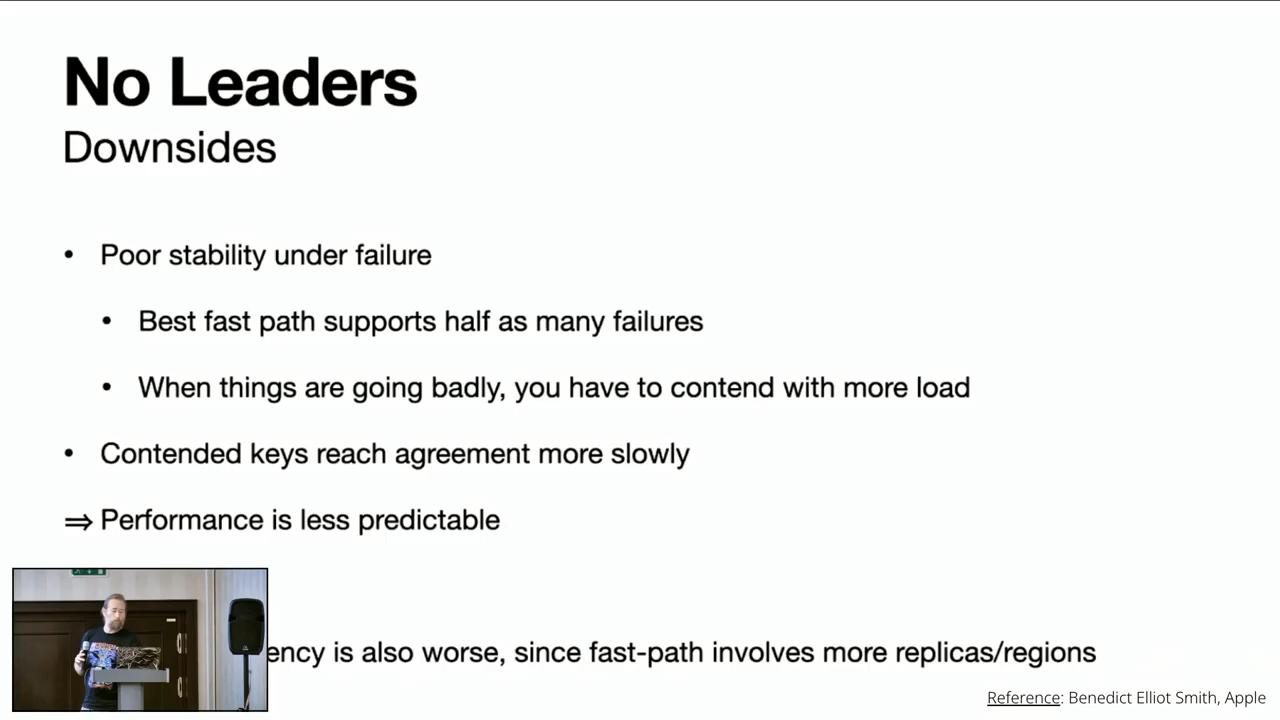 No Leaders
Downsides
• Poor stability under failure
• Best fast path supports half as many failures
• When things are going badly, you have to contend with more load
• Contended keys reach agreement more slowly
⇒ Performance is less predictable
ency is also worse, since fast-path involves more replicas/regions
Reference: Benedict Elliot Smith, Apple